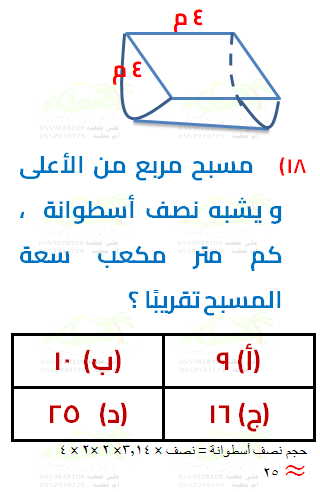 ٤ م
٤ م
١٨) مسبح مربع من الأعلى
و يشبه نصف أسطوانة ،
كم متر مكعب سعة
المسبح تقريبًا ؟
(أ) ٩
(ب) ١٠
(ج) ١٦
(د) ٢٥
حجم نصف أسطوانة = نصف × ٣,١٤× ٢ ×٢ × ٤
≈ ٢٥